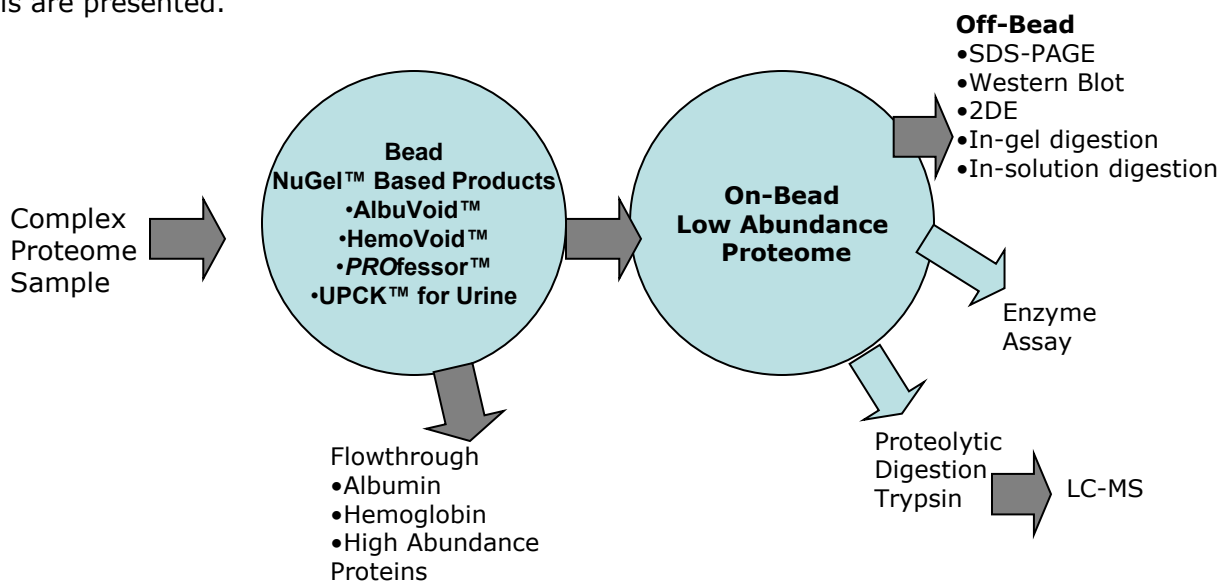 is are presented.
Off-Bead
•SDS-PAGE
•Western Blot
•2DE
•In-gel digestion
•In-solution digestion
Complex
Proteome
Sample
Bead
NuGel™ Based Products
•AlbuVoid™
•HemoVoid™
•PROfessor™
•UPCK™ for Urine
On-Bead
Low Abundance
Proteome
Enzyme
Assay
Flowthrough
•Albumin
•Hemoglobin
•High Abundance
Proteins
Proteolytic
Digestion
Trypsin
LC-MS